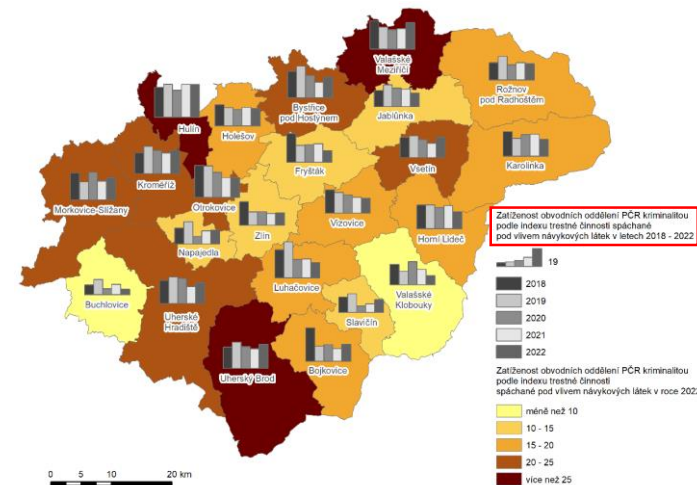 Valašské
Meziříčí
Rožnov
pod Radhoštěm
Bystřice
pod Hostýnem
Hulín
Holešov
Jablůnka
Fryšták
Vsetín
Karolinka
Kroměříž
Morkovice-Slížany
Otrokovice
Zlín
Vizovice
Horní Lideč
Napajedla
Buchlovice
Uherské
Hradiště
Luhačovice
Slavičín
Valašské
Klobouky
Uherský Brod
Bojkovice
Zatíženost obvodních oddělení PČR kriminalitou
podle indexu trestné činnosti spáchané
pod vlivem návykových látek v letech 2018 - 2022
19
2018
2019
2020
2021
2022
Zatíženost obvodních oddělení PČR kriminalitou
podle indexu trestné činnosti
spáchané pod vlivem návykových látek v roce 2022
méně než 10
10 - 15
15 - 20
20 - 25
více než 25
0 5 10 20 km